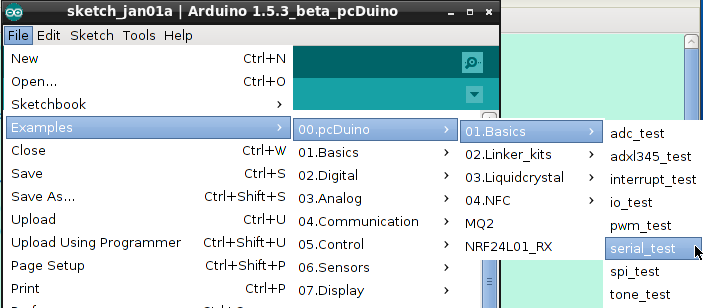 sketch_jan01a | Arduino 1.5.3_beta_pcDuino
File Edit Sketch Tools Help
New Ctrl+N
Open... Ctrl+O
Sketchbook
Examples
Close Ctrl+W
Save Ctrl+S
Save As... Ctrl+Shift+S
Upload Ctrl+U
Upload Using Programmer Ctrl+Shift+U
Page Setup Ctrl+Shift+P
Print Ctrl+P
00.pcDuino
01.Basics
02.Digital
03.Analog
04.Communication
05.Control
06.Sensors
07.Display
01.Basics
02.Linker_kits
03.Liquidcrystal
04.NFC
MQ2
NRF24L01_RX
adc_test
adxl345_test
interrupt_test
io_test
pwm_test
serial_test
spi_test
tone_test